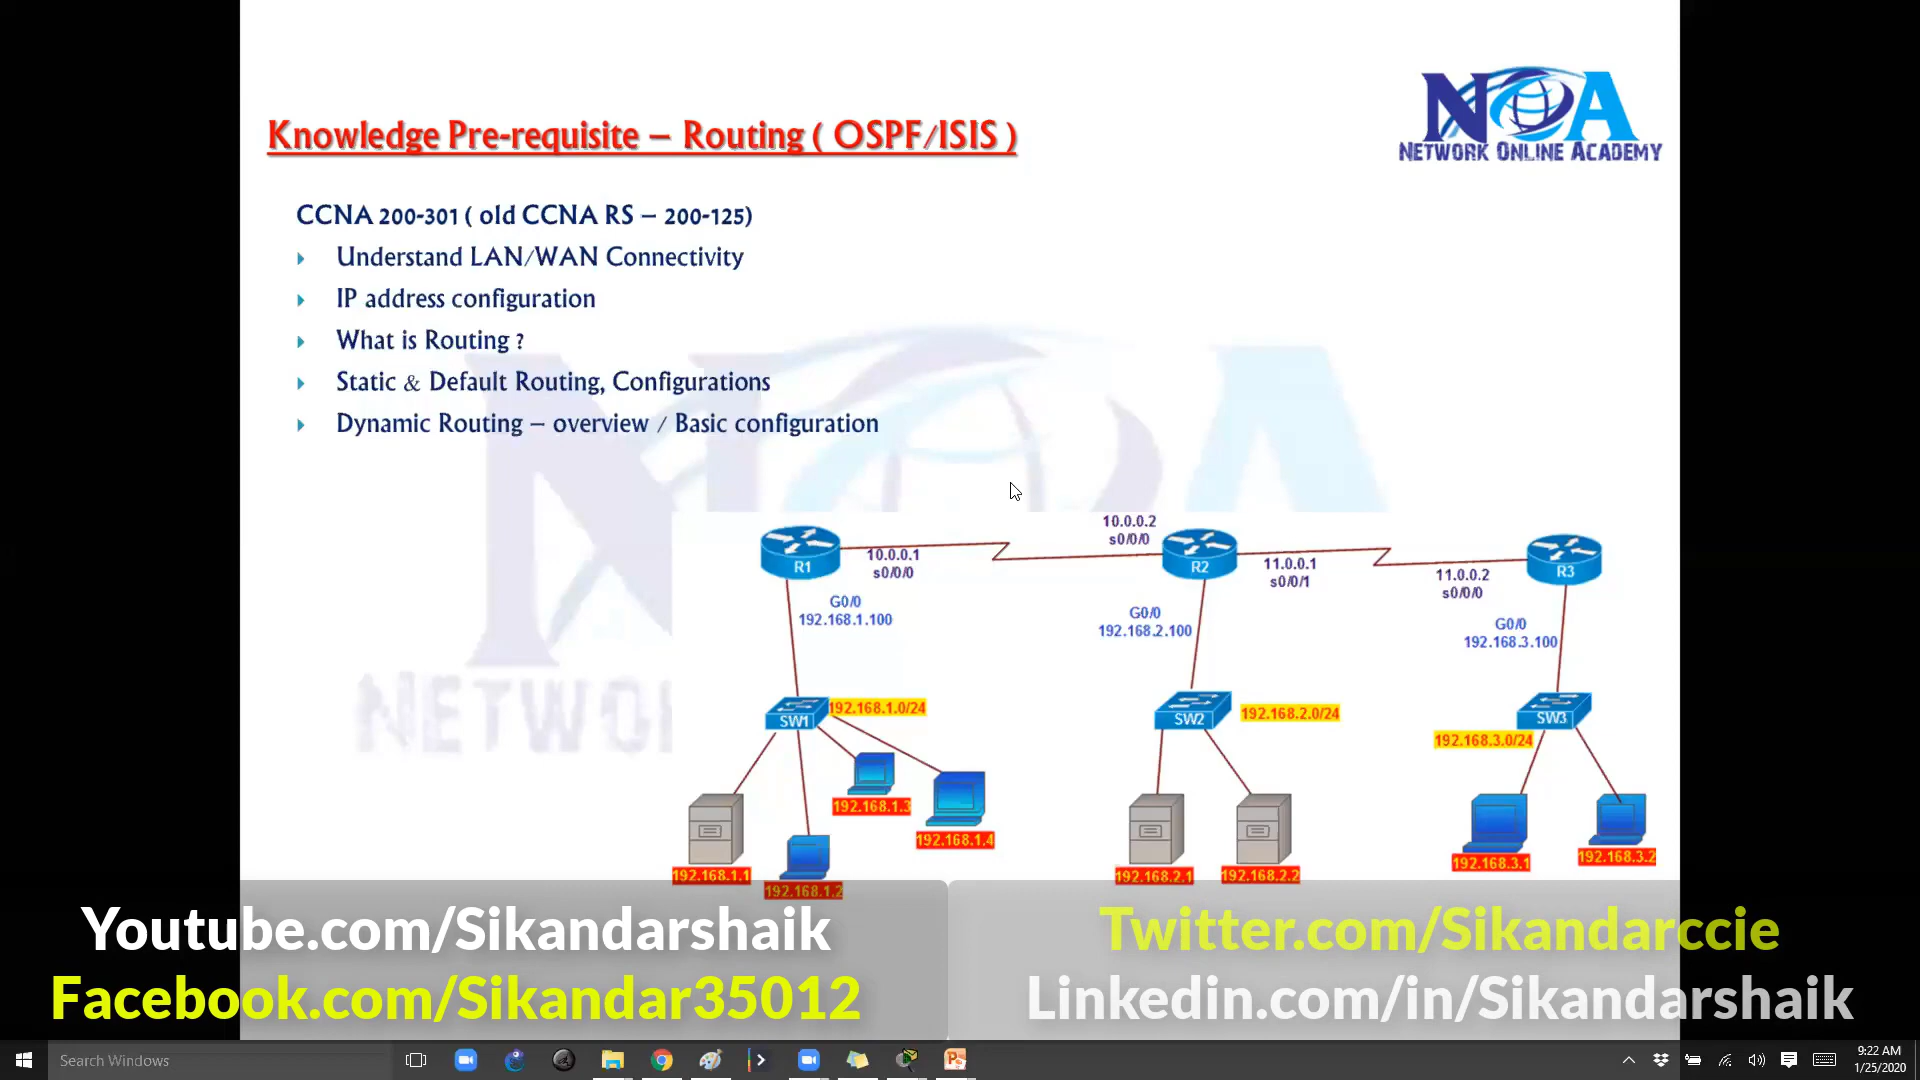 Knowledge Pre-requisite – Routing ( OSPF/ISIS )
NOA
NETWORK ONLINE ACADEMY
CCNA 200-301 ( old CCNA RS – 200-125)
Understand LAN/WAN Connectivity
IP address configuration
What is Routing ?
Static & Default Routing, Configurations
Dynamic Routing – overview / Basic configuration
NOA
NETWO
R1
10.0.0.1
s0/0/0
10.0.0.2
s0/0/0
R2
11.0.0.1
s0/0/1
11.0.0.2
s0/0/0
R3
G0/0
192.168.1.100
G0/0
192.168.2.100
G0/0
192.168.3.100
SW1
192.168.1.0/24
SW2
192.168.2.0/24
SW3
192.168.3.0/24
192.168.1.1
192.168.1.2
192.168.1.3
192.168.1.4
192.168.2.1
192.168.2.2
192.168.3.1
192.168.3.2
Youtube.com/Sikandarshaik
Facebook.com/Sikandar35012
Twitter.com/Sikandarccie
Linkedin.com/in/Sikandarshaik
Search Windows
9:22 AM
1/25/2020